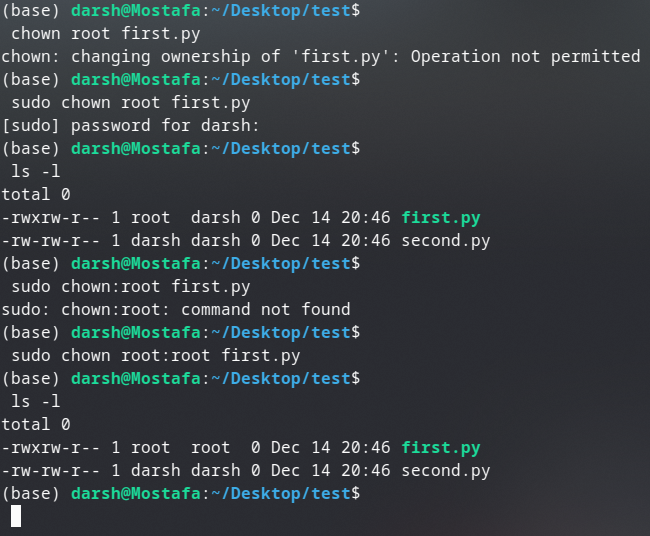 (base) darsh@Mostafa:~/Desktop/test$
chown root first.py
chown: changing ownership of 'first.py': Operation not permitted
(base) darsh@Mostafa:~/Desktop/test$
sudo chown root first.py
[sudo] password for darsh:
(base) darsh@Mostafa:~/Desktop/test$
ls -l
total 0
-rwxrw-r-- 1 root  darsh 0 Dec 14 20:46 first.py
-rw-rw-r-- 1 darsh darsh 0 Dec 14 20:46 second.py
(base) darsh@Mostafa:~/Desktop/test$
sudo chown:root first.py
sudo: chown:root: command not found
(base) darsh@Mostafa:~/Desktop/test$
sudo chown root:root first.py
(base) darsh@Mostafa:~/Desktop/test$
ls -l
total 0
-rwxrw-r-- 1 root  root  0 Dec 14 20:46 first.py
-rw-rw-r-- 1 darsh darsh 0 Dec 14 20:46 second.py
(base) darsh@Mostafa:~/Desktop/test$